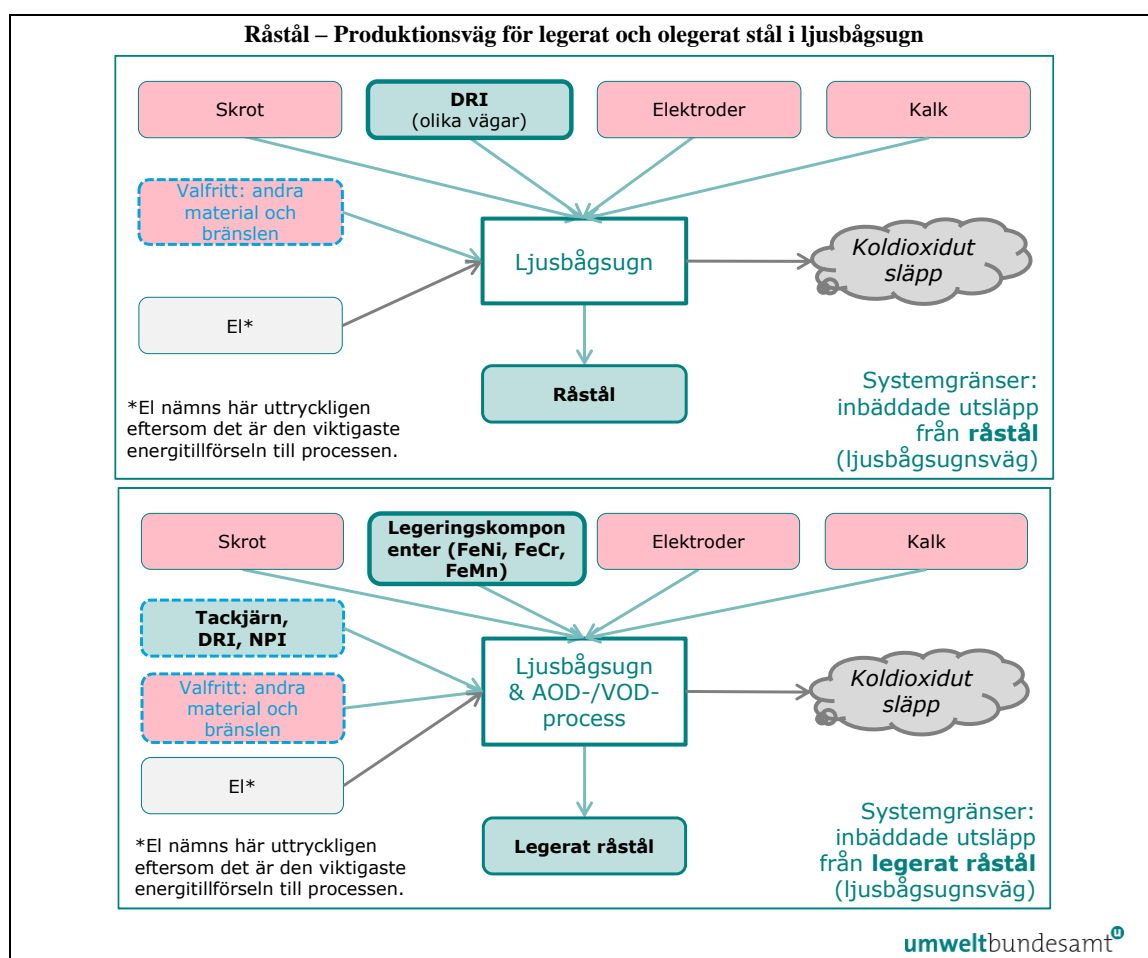 Råstål – Produktionsväg för legerat och olegerat stål i ljusbågsugn
Skrot
DRI
(olika vägar)
Elektroder
Kalk
Valfritt: andra
material och
bränslen
Ljusbågsugn
Koldioxidut
släpp
El*
Råstål
*El nämns här uttryckligen
eftersom det är den viktigaste
energitillförseln till processen.
Systemgränser:
inbäddade utsläpp
från råstål
(ljusbågsugnsväg)
Skrot
Legeringskompon
enter (FeNi, FeCr,
FeMn)
Elektroder
Kalk
Tackjärn,
DRI, NPI
Valfritt: andra
material och
bränslen
Ljusbågsugn
& AOD-/VOD-
process
Koldioxidut
släpp
El*
Legerat råstål
*El nämns här uttryckligen
eftersom det är den viktigaste
energitillförseln till processen.
Systemgränser:
inbäddade utsläpp
från legerat råstål
(ljusbågsugnsväg)
umweltbundesamt u